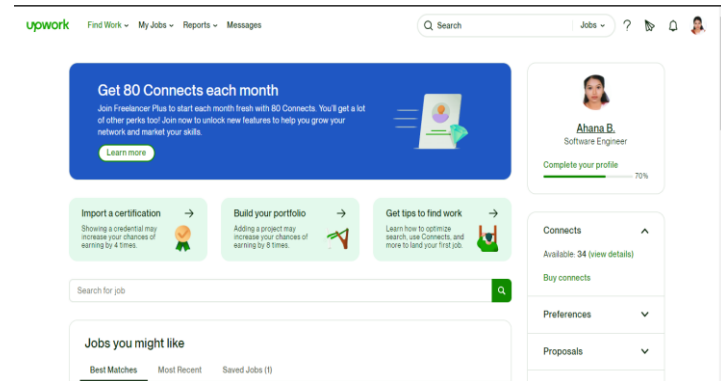 upwork
Find Work
My Jobs
Reports
Messages
Search
Jobs
?
Get 80 Connects each month
Join Freelancer Plus to start each month fresh with 80 Connects. You'll get a lot
of other perks too! Join now to unlock new features to help you grow your
network and market your skills.
Learn more
Ahana B.
Software Engineer
Complete your profile
70%
Import a certification
Showing a credential may
increase your chances of
earning by 4 times.
Build your portfolio
Adding a project may
increase your chances of
earning by 8 times.
Get tips to find work
Learn how to optimize
search, use Connects, and
more to land your first job.
Connects
Available: 34 (view details)
Buy connects
Preferences
Proposals
Search for job
Jobs you might like
Best Matches
Most Recent
Saved Jobs (1)